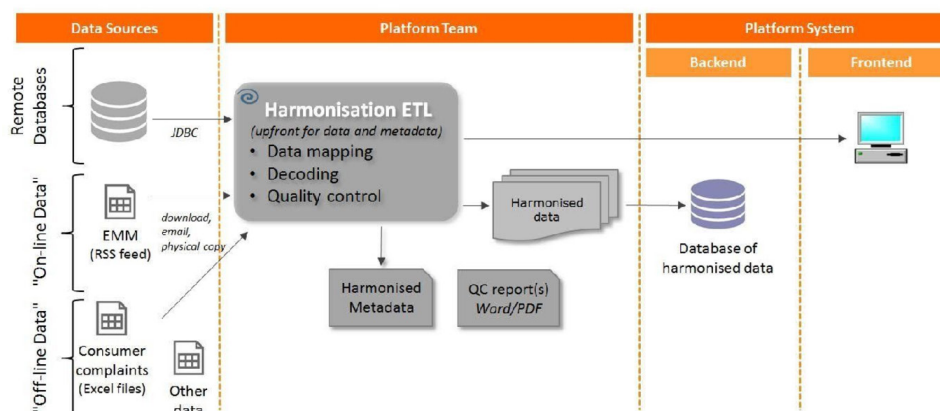 Data Sources
Platform Team
Platform System
Backend
Frontend
Remote
Databases
JDBC
Harmonisation ETL
(upfront for data and metadata)
• Data mapping
• Decoding
• Quality control
"On-line Data"
EMM
(RSS feed)
download,
email,
physical copy
Harmonised
data
Database of
harmonised data
Harmonised
Metadata
QC report(s)
Word/PDF
"Off-line Data"
Consumer
complaints
(Excel files)
Other
data